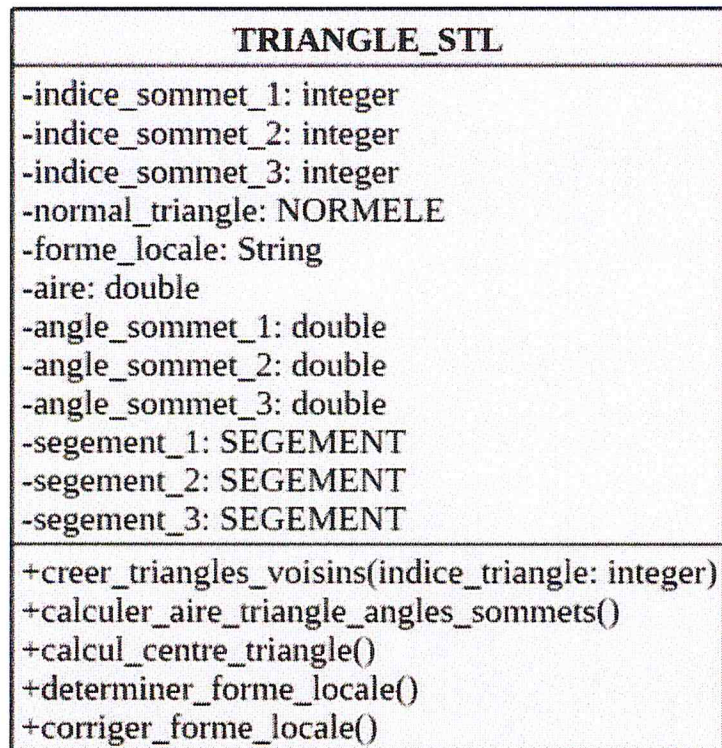 TRIANGLE_STL
-indice_sommet_1: integer
-indice_sommet_2: integer
-indice_sommet_3: integer
-normal_triangle: NORMELE
-forme_locale: String
-aire: double
-angle_sommet_1: double
-angle_sommet_2: double
-angle_sommet_3: double
-segement_1: SEGEMENT
-segement_2: SEGEMENT
-segement_3: SEGEMENT
+creer_triangles_voisins(indice_triangle: integer)
+calculer_aire_triangle_angles_sommets()
+calcul_centre_triangle()
+determiner_forme_locale()
+corriger_forme_locale()